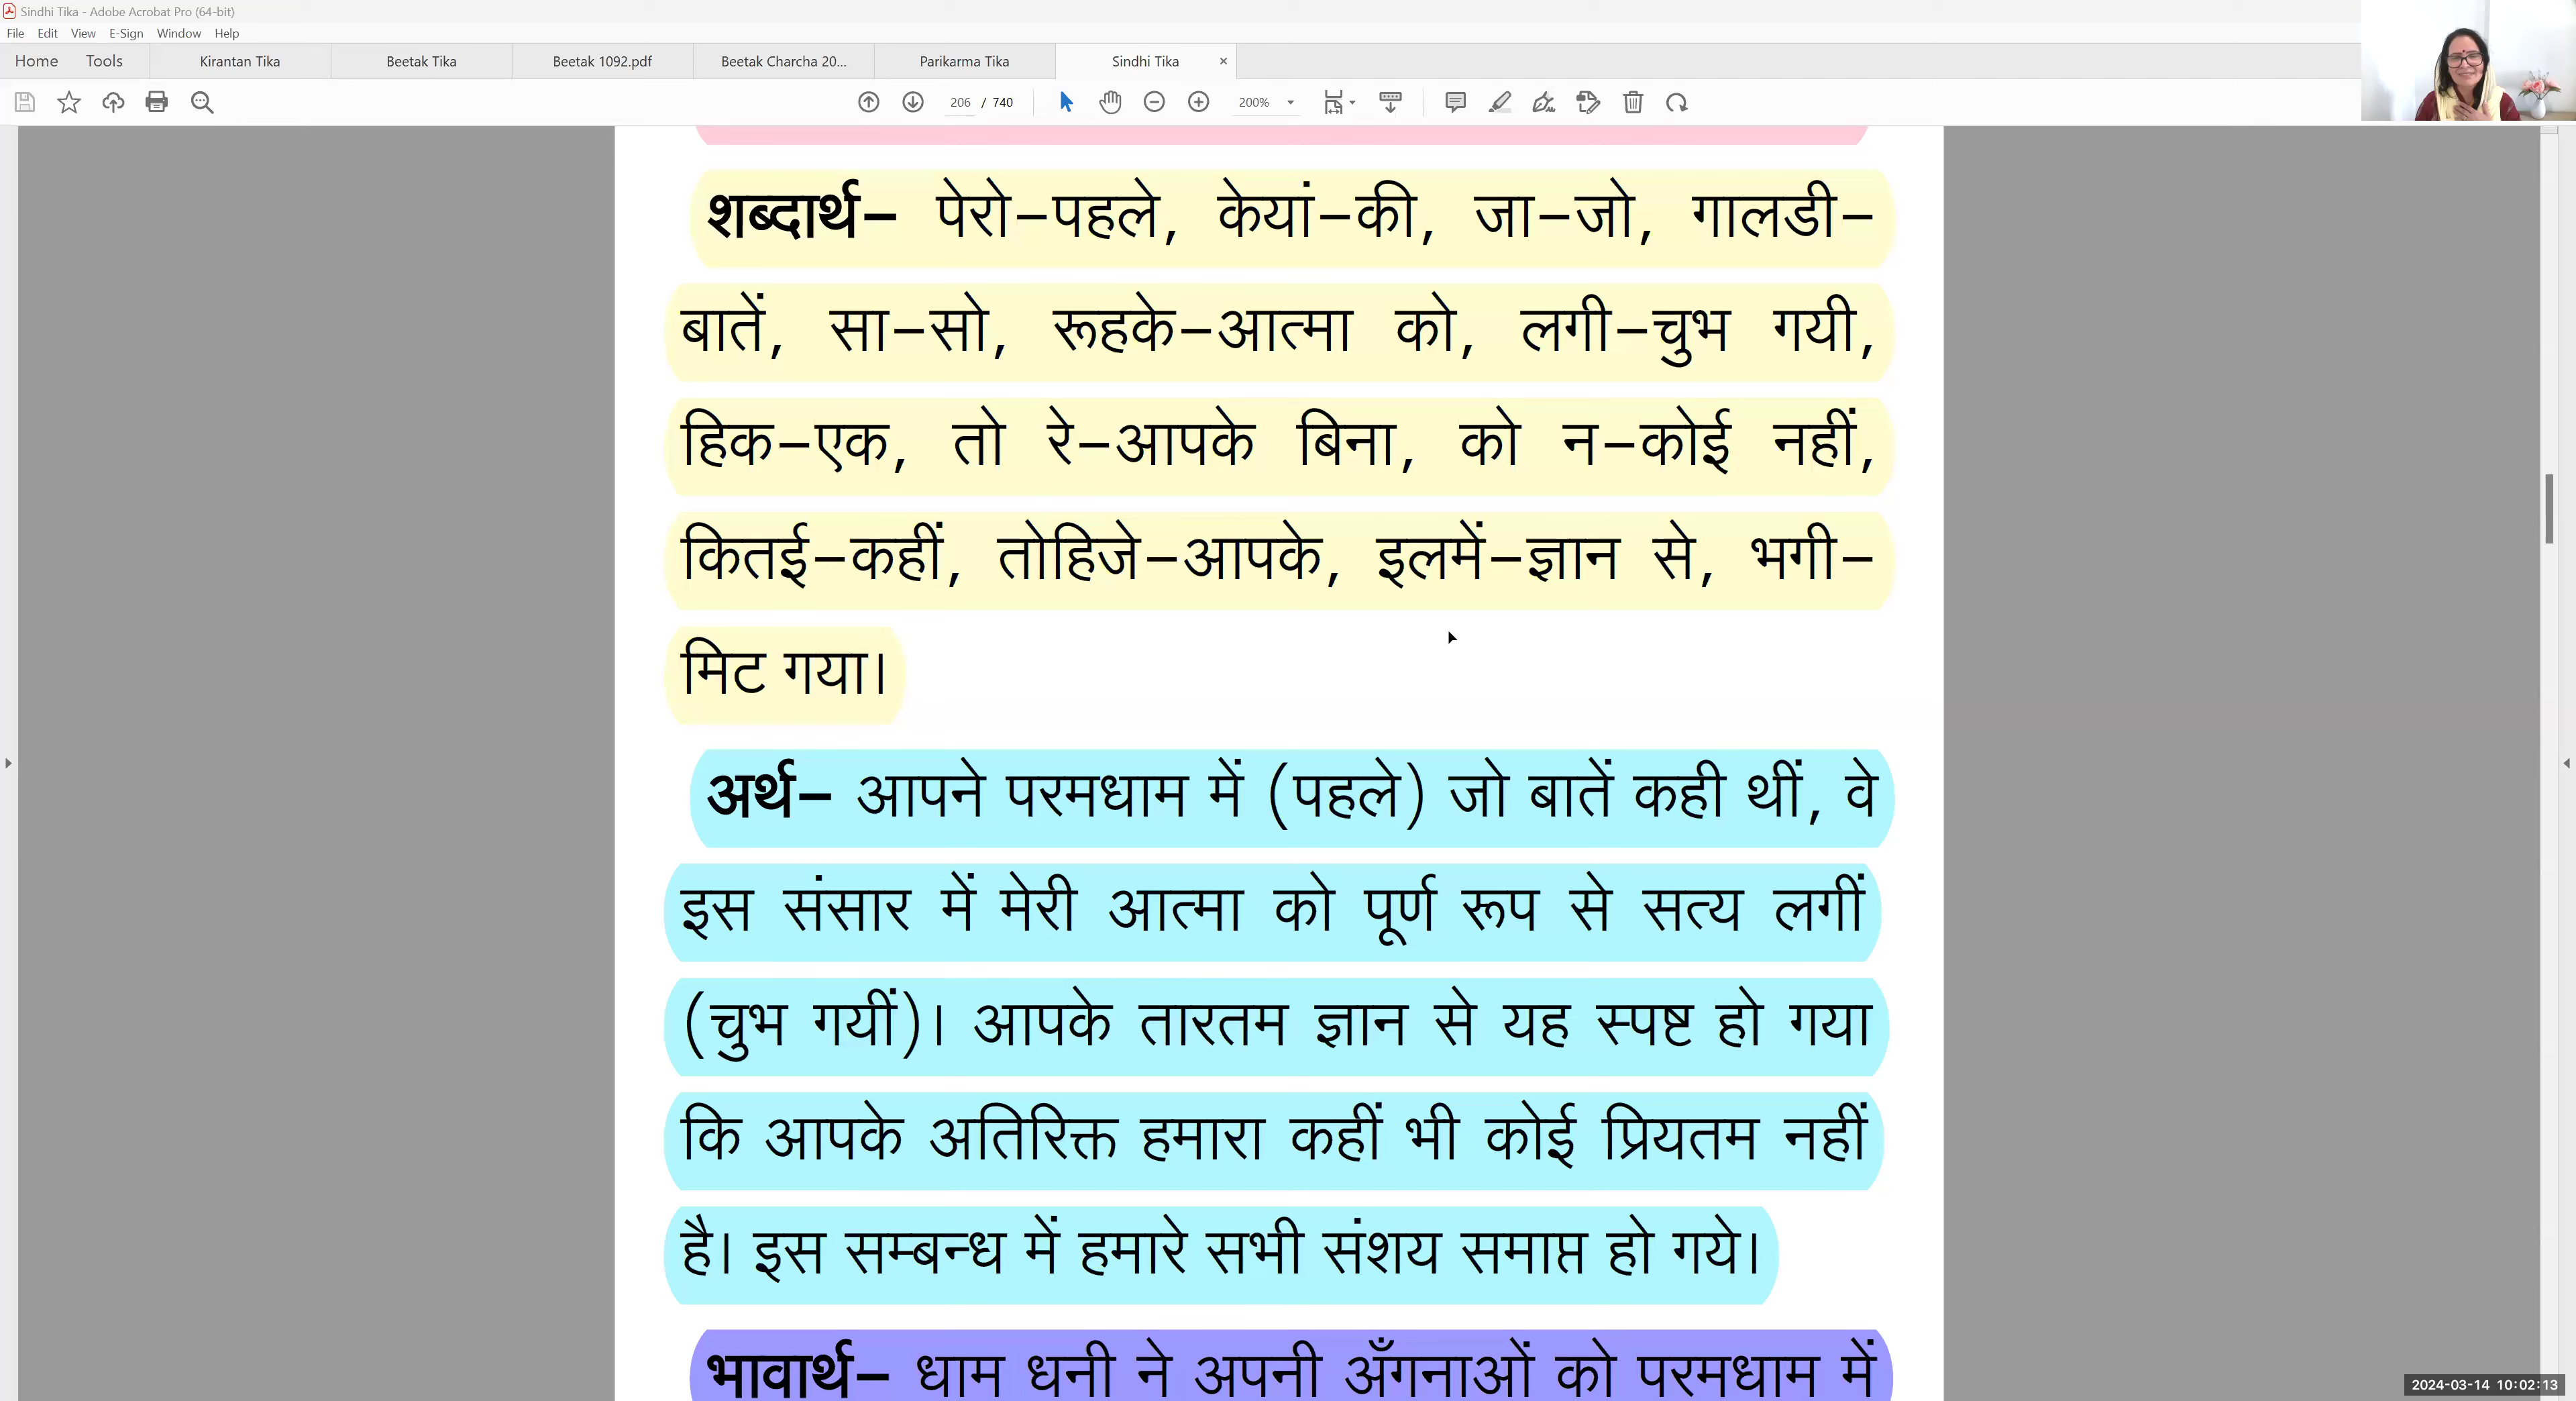 Sindhi Tika - Adobe Acrobat Pro (64-bit)
File Edit View E-Sign Window Help
Home Tools Kirantan Tika Beetak Tika Beetak 1092.pdf Beetak Charcha 20... Parikarma Tika Sindhi Tika ×
206 / 740 200%
शब्दार्थ– पेरो–पहले, केयां–की, जा–जो, गालडी–
बातें, सा–सो, रूहके–आत्मा को, लगी–चुभ गयी,
हिक–एक, तो रे–आपके बिना, को न–कोई नहीं,
कितई–कहीं, तोहिजे–आपके, इलमें–ज्ञान से, भगी–
मिट गया।
अर्थ– आपने परमधाम में (पहले) जो बातें कही थीं, वे
इस संसार में मेरी आत्मा को पूर्ण रूप से सत्य लगीं
(चुभ गयीं)। आपके तारतम ज्ञान से यह स्पष्ट हो गया
कि आपके अतिरिक्त हमारा कहीं भी कोई प्रियतम नहीं
है। इस सम्बन्ध में हमारे सभी संशय समाप्त हो गये।
भावार्थ– धाम धनी ने अपनी अँगनाओं को परमधाम में
2024-03-14 10:02:13